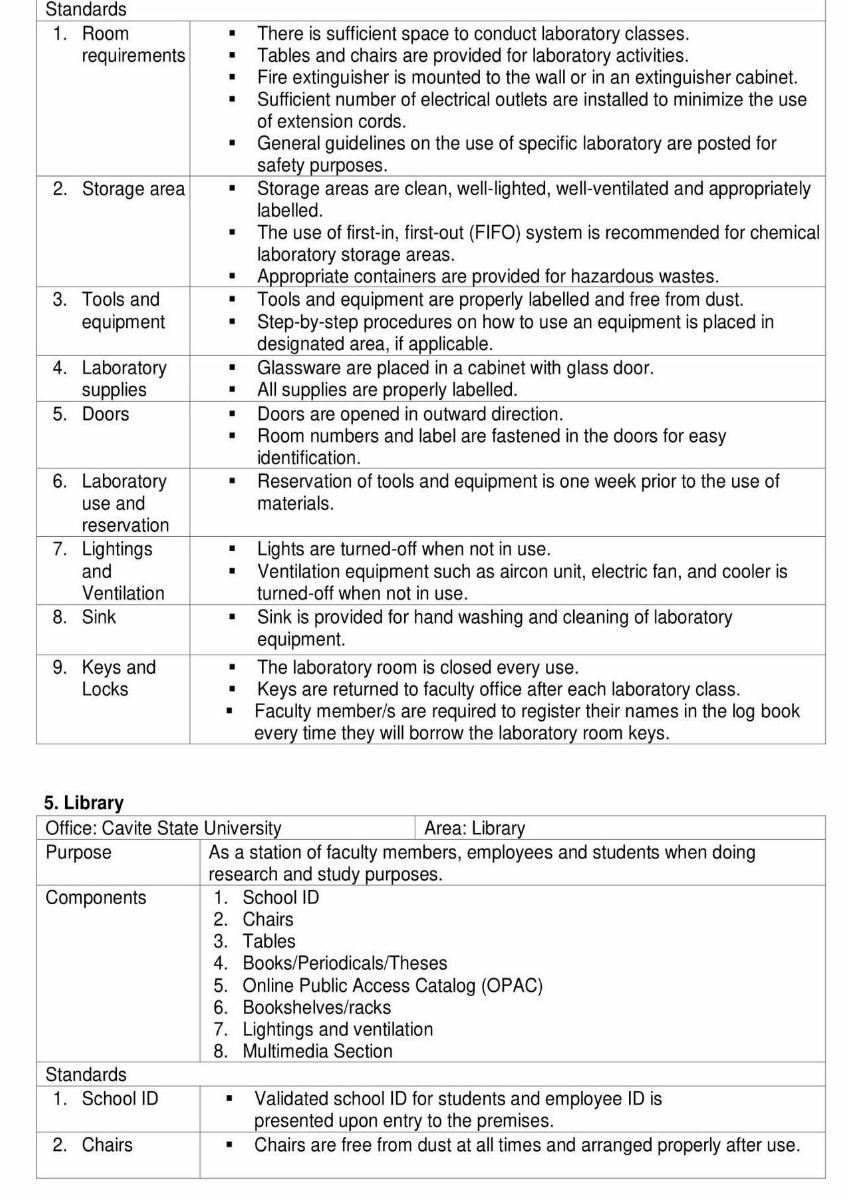 Standards
1. Room requirements
▪ There is sufficient space to conduct laboratory classes.
▪ Tables and chairs are provided for laboratory activities.
▪ Fire extinguisher is mounted to the wall or in an extinguisher cabinet.
▪ Sufficient number of electrical outlets are installed to minimize the use
of extension cords.
▪ General guidelines on the use of specific laboratory are posted for
safety purposes.
2. Storage area
▪ Storage areas are clean, well-lighted, well-ventilated and appropriately
labelled.
▪ The use of first-in, first-out (FIFO) system is recommended for chemical
laboratory storage areas.
▪ Appropriate containers are provided for hazardous wastes.
3. Tools and
equipment
▪ Tools and equipment are properly labelled and free from dust.
▪ Step-by-step procedures on how to use an equipment is placed in
designated area, if applicable.
4. Laboratory
supplies
▪ Glassware are placed in a cabinet with glass door.
▪ All supplies are properly labelled.
5. Doors
▪ Doors are opened in outward direction.
▪ Room numbers and label are fastened in the doors for easy
identification.
6. Laboratory
use and
reservation
▪ Reservation of tools and equipment is one week prior to the use of
materials.
7. Lightings
and
Ventilation
▪ Lights are turned-off when not in use.
▪ Ventilation equipment such as aircon unit, electric fan, and cooler is
turned-off when not in use.
8. Sink
▪ Sink is provided for hand washing and cleaning of laboratory
equipment.
9. Keys and
Locks
▪ The laboratory room is closed every use.
▪ Keys are returned to faculty office after each laboratory class.
▪ Faculty member/s are required to register their names in the log book
every time they will borrow the laboratory room keys.
5. Library
Office: Cavite State University Area: Library
Purpose
As a station of faculty members, employees and students when doing
research and study purposes.
Components
1. School ID
2. Chairs
3. Tables
4. Books/Periodicals/Theses
5. Online Public Access Catalog (OPAC)
6. Bookshelves/racks
7. Lightings and ventilation
8. Multimedia Section
Standards
1. School ID
▪ Validated school ID for students and employee ID is
presented upon entry to the premises.
2. Chairs
▪ Chairs are free from dust at all times and arranged properly after use.